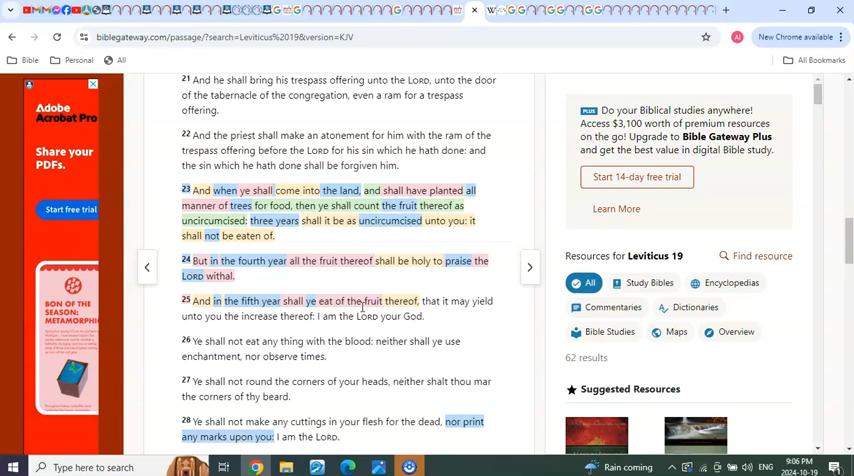 New Chrome available
biblegateway.com/passage/?search=Leviticus%2019&version=KJV
Bible
Personal
All
All Bookmarks
21 And he shall bring his trespass offering unto the LORD, unto the door
of the tabernacle of the congregation, even a ram for a trespass
offering.
22 And the priest shall make an atonement for him with the ram of the
trespass offering before the LORD for his sin which he hath done: and
the sin which he hath done shall be forgiven him.
23 And when ye shall come into the land, and shall have planted all
manner of trees for food, then ye shall count the fruit thereof as
uncircumcised: three years shall it be as uncircumcised unto you: it
shall not be eaten of.
24 But in the fourth year all the fruit thereof shall be holy to praise the
LORD withal.
25 And in the fifth year shall ye eat of the fruit thereof, that it may yield
unto you the increase thereof: I am the LORD your God.
26 Ye shall not eat any thing with the blood: neither shall ye use
enchantment, nor observe times.
27 Ye shall not round the corners of your heads, neither shalt thou mar
the corners of thy beard.
28 Ye shall not make any cuttings in your flesh for the dead, nor print
any marks upon you: I am the LORD.
Adobe
Acrobat Pro
Share your
PDFs.
Start free trial
BON OF THE
SEASON:
PLUS Do your Biblical studies anywhere!
Access $3,100 worth of premium resources
on the go! Upgrade to Bible Gateway Plus
and get the best value in digital Bible study.
Start 14-day free trial
Learn More
Resources for Leviticus 19
Find resource
All
Study Bibles
Encyclopedias
Commentaries
Dictionaries
Bible Studies
Maps
Overview
62 results
Suggested Resources
Type here to search
Rain coming
ENG
9:06 PM
2024-10-19